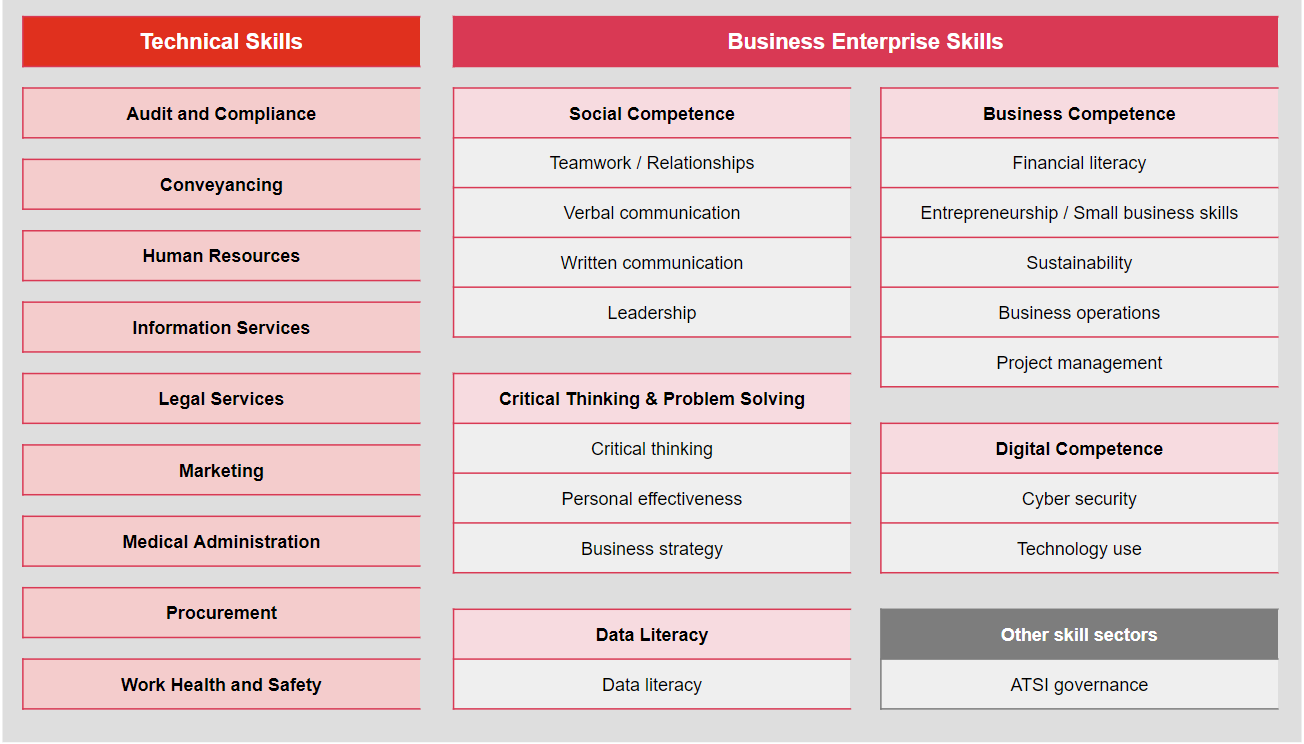 Technical Skills
Audit and Compliance
Conveyancing
Human Resources
Information Services
Legal Services
Marketing
Medical Administration
Procurement
Work Health and Safety
Business Enterprise Skills
Social Competence
Teamwork / Relationships
Verbal communication
Written communication
Leadership
Critical Thinking & Problem Solving
Critical thinking
Personal effectiveness
Business strategy
Data Literacy
Data literacy
Business Competence
Financial literacy
Entrepreneurship / Small business skills
Sustainability
Business operations
Project management
Digital Competence
Cyber security
Technology use
Other skill sectors
ATSI governance